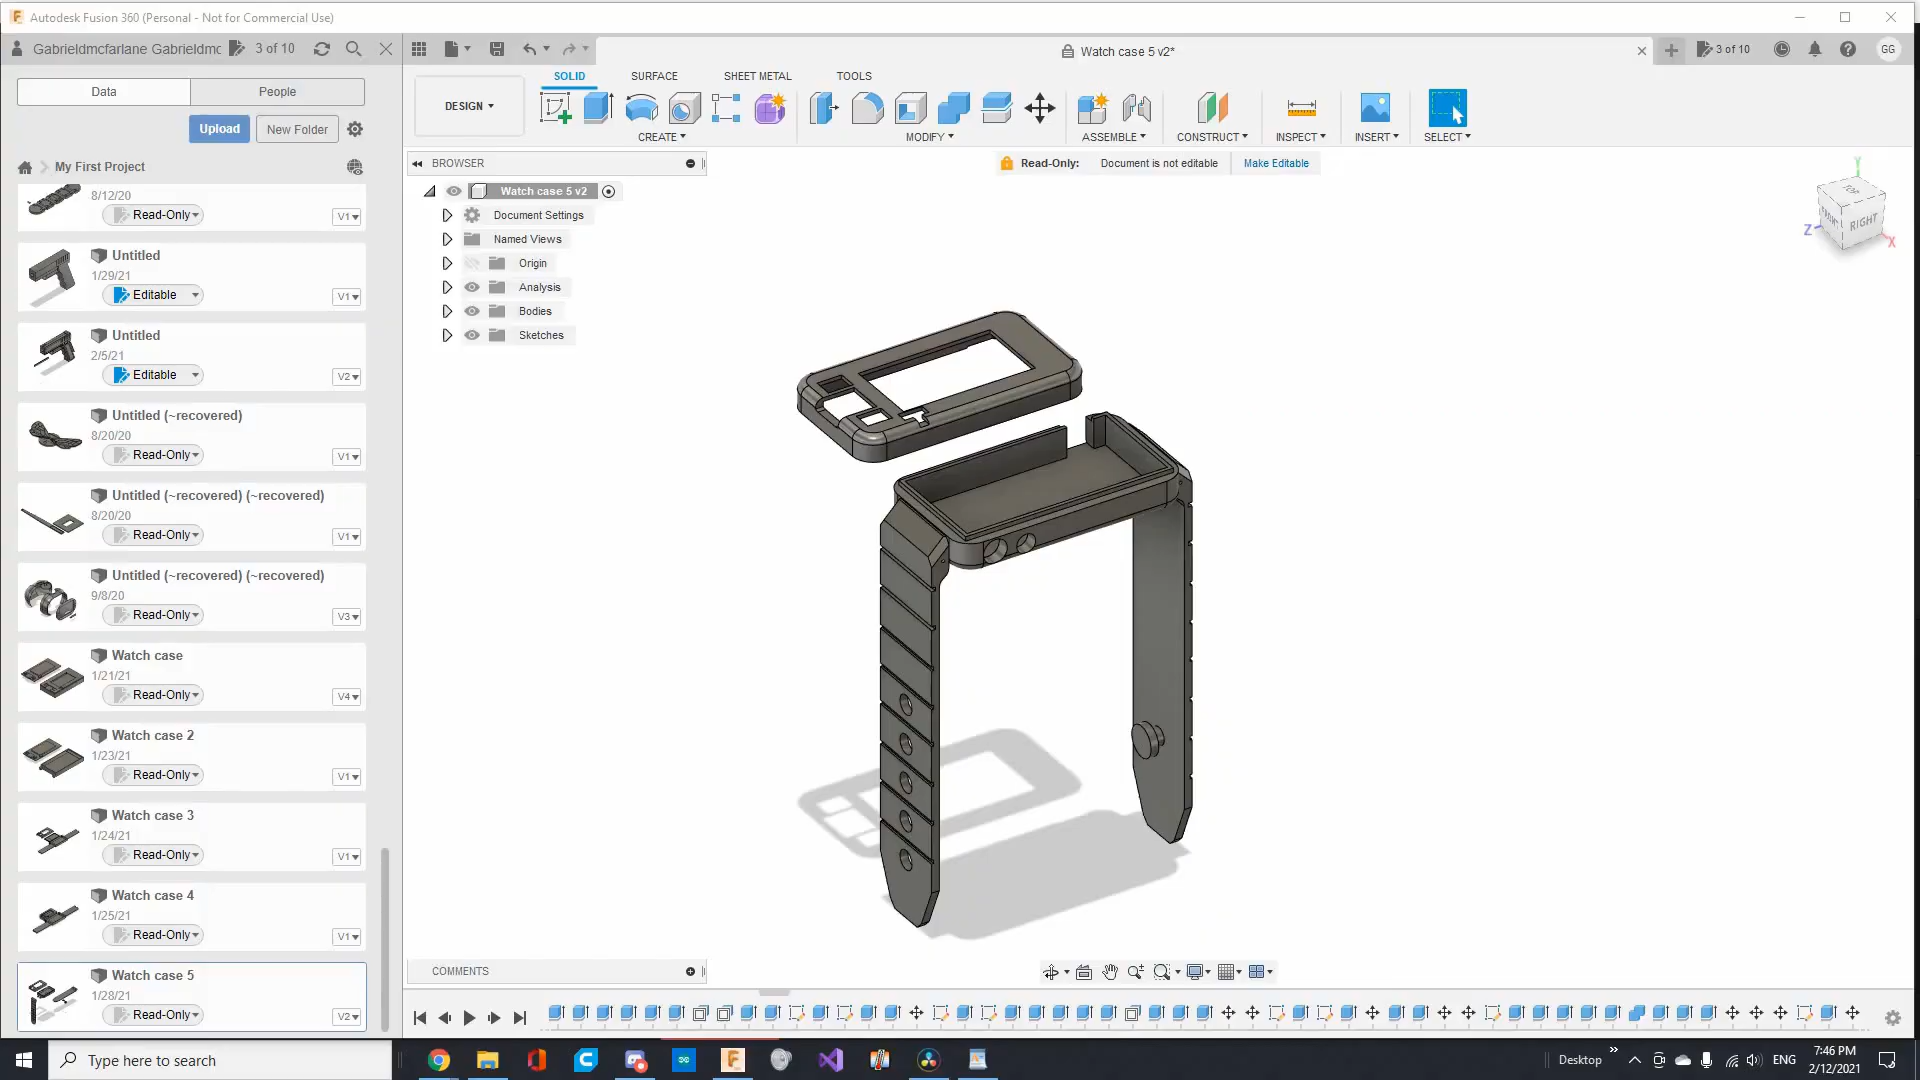 Autodesk Fusion 360 (Personal - Not for Commercial Use)
Gabrieldmcfarlane Gabrieldmc
3 of 10
Watch case 5 v2*
3 of 10
GG
Data
People
Upload
New Folder
My First Project
8/12/20
Read-Only
V1
Untitled
1/29/21
Editable
V1
Untitled
2/5/21
Editable
V2
Untitled (~recovered)
8/20/20
Read-Only
V1
Untitled (~recovered) (~recovered)
8/20/20
Read-Only
V1
Untitled (~recovered) (~recovered)
9/8/20
Read-Only
V3
Watch case
1/21/21
Read-Only
V4
Watch case 2
1/23/21
Read-Only
V1
Watch case 3
1/24/21
Read-Only
V1
Watch case 4
1/25/21
Read-Only
V1
Watch case 5
1/28/21
Read-Only
V2
DESIGN
SOLID
SURFACE
SHEET METAL
TOOLS
CREATE
MODIFY
ASSEMBLE
CONSTRUCT
INSPECT
INSERT
SELECT
BROWSER
Read-Only:
Document is not editable
Make Editable
Watch case 5 v2
Document Settings
Named Views
Origin
Analysis
Bodies
Sketches
Y
TOP
FRONT
RIGHT
Z
X
COMMENTS
Type here to search
Desktop
ENG
7:46 PM
2/12/2021